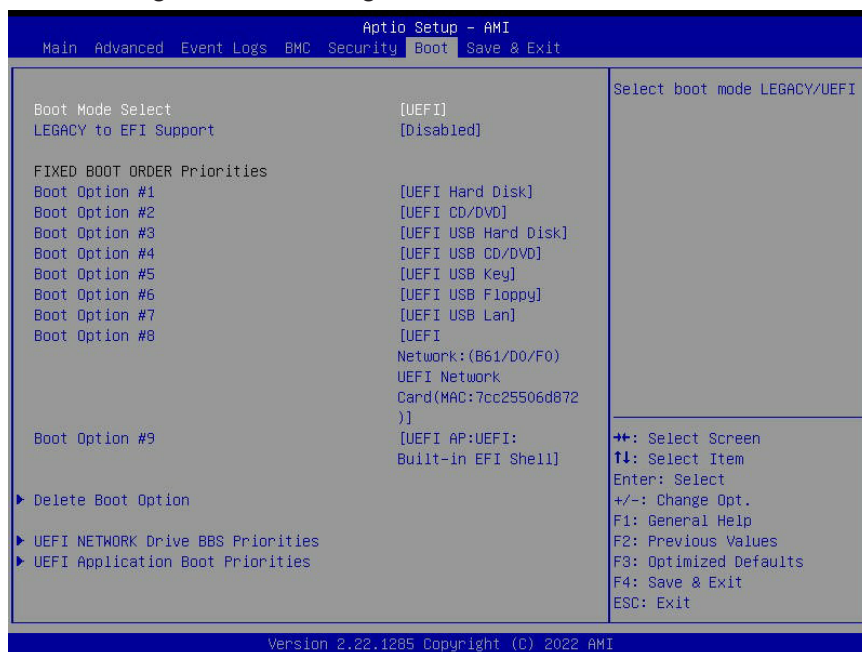 Aptio Setup – AMI
Main Advanced Event Logs BMC Security Boot Save & Exit
Boot Mode Select [UEFI]
LEGACY to EFI Support [Disabled]
FIXED BOOT ORDER Priorities
Boot Option #1 [UEFI Hard Disk]
Boot Option #2 [UEFI CD/DVD]
Boot Option #3 [UEFI USB Hard Disk]
Boot Option #4 [UEFI USB CD/DVD]
Boot Option #5 [UEFI USB Key]
Boot Option #6 [UEFI USB Floppy]
Boot Option #7 [UEFI USB Lan]
Boot Option #8 [UEFI
Network:(B61/D0/F0)
UEFI Network
Card(MAC:7cc25506d872
)]
Boot Option #9 [UEFI AP:UEFI:
Built-in EFI Shell]
Delete Boot Option
UEFI NETWORK Drive BBS Priorities
UEFI Application Boot Priorities
Select boot mode LEGACY/UEFI
→←: Select Screen
↑↓: Select Item
Enter: Select
+/-: Change Opt.
F1: General Help
F2: Previous Values
F3: Optimized Defaults
F4: Save & Exit
ESC: Exit
Version 2.22.1285 Copyright (C) 2022 AMI